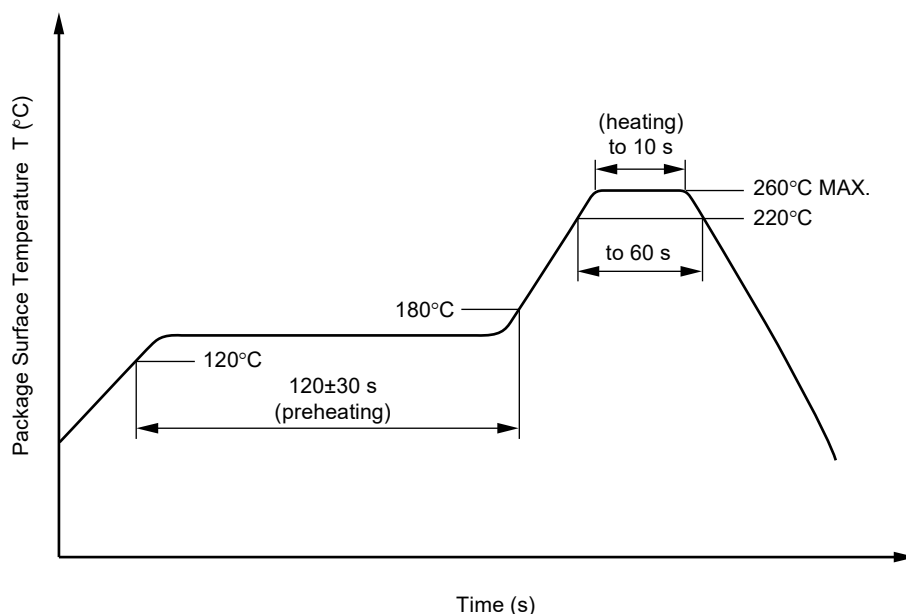 Package Surface Temperature T (°C)
(heating)
to 10 s
260°C MAX.
220°C
to 60 s
180°C
120°C
120±30 s
(preheating)
Time (s)